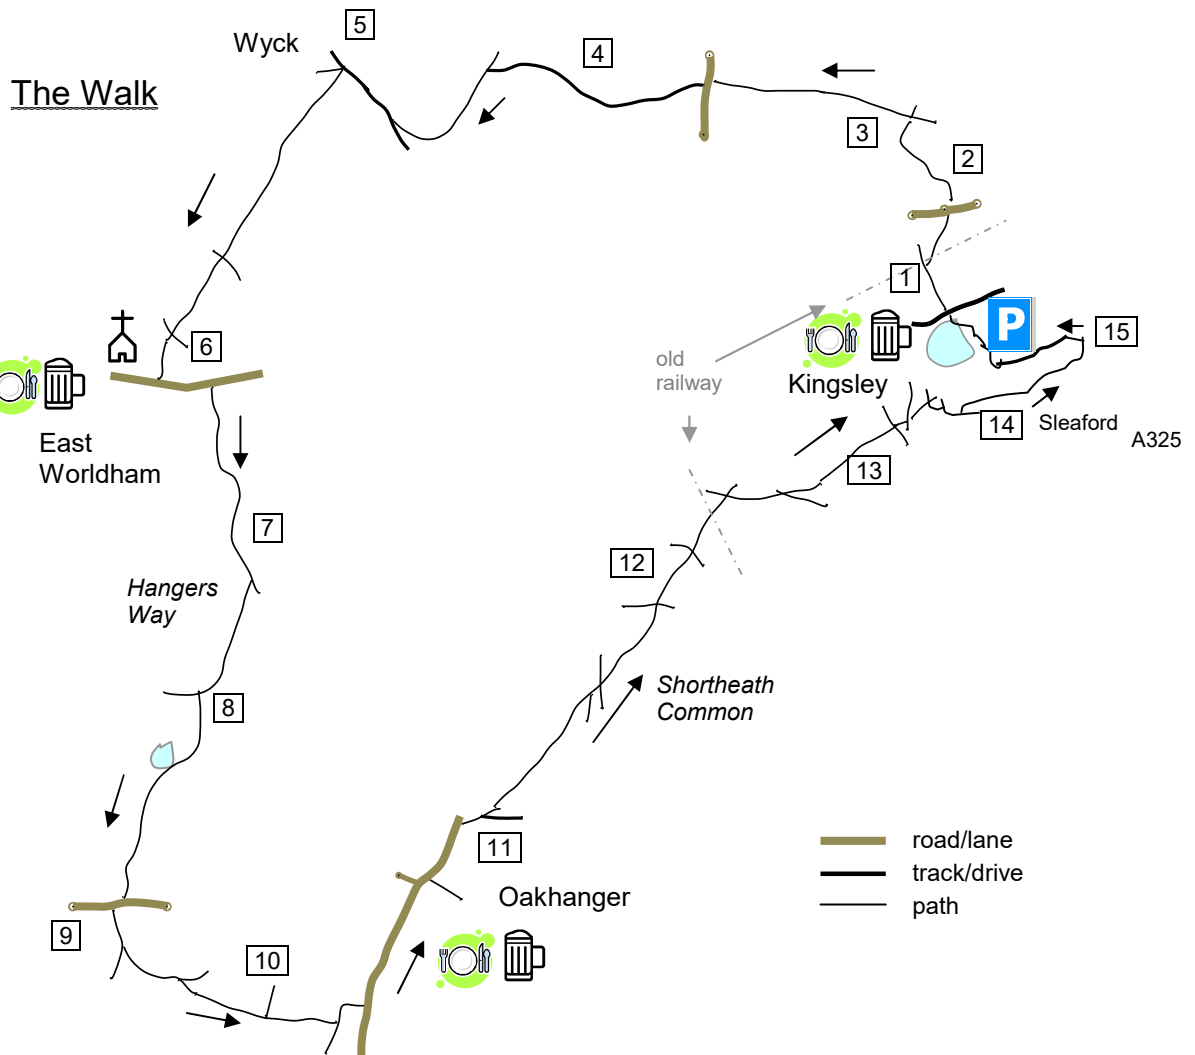 5
Wyck
4
The Walk
3
2
1
P
15
6
old
railway
Kingsley
14
Sleaford
A325
East
Worldham
13
7
12
Hangers
Way
Shortheath
Common
8
11
road/lane
track/drive
path
Oakhanger
9
10